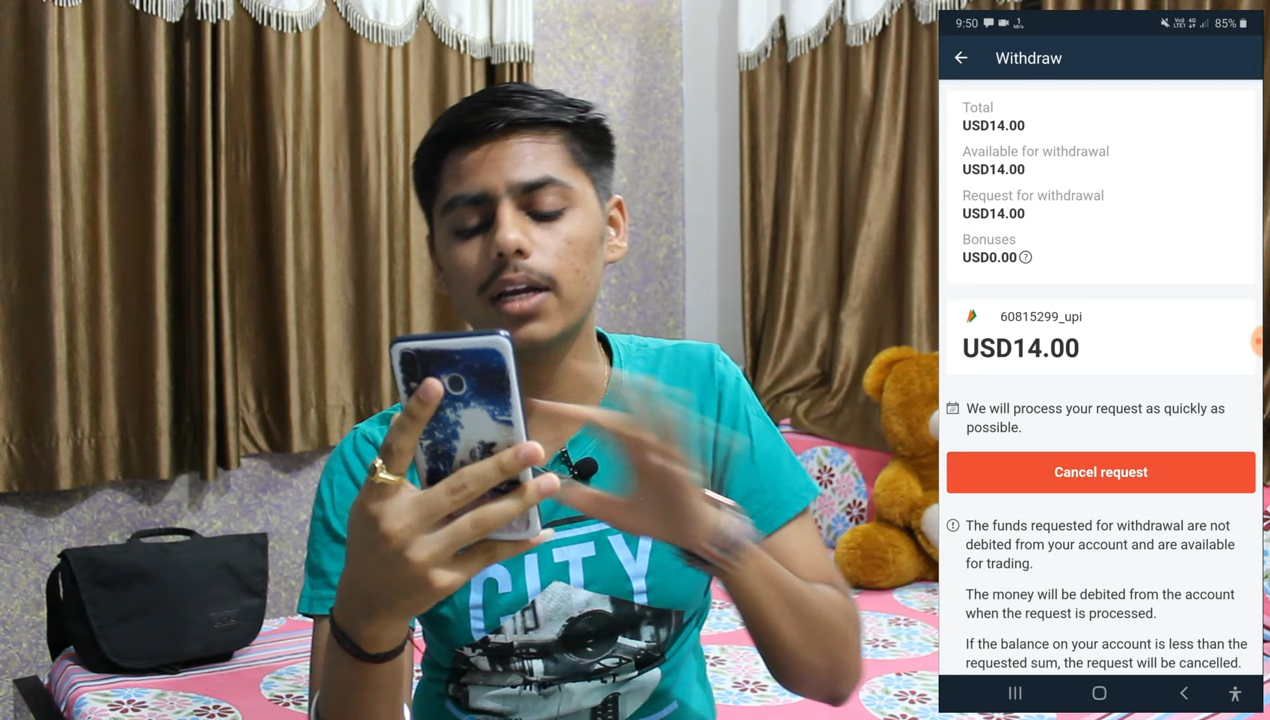 9:50
85%
Withdraw
Total
USD14.00
Available for withdrawal
USD14.00
Request for withdrawal
USD14.00
Bonuses
USD0.00
60815299_upi
USD14.00
We will process your request as quickly as
possible.
Cancel request
The funds requested for withdrawal are not
debited from your account and are available
for trading.
The money will be debited from the account
when the request is processed.
If the balance on your account is less than the
requested sum, the request will be cancelled.
CITY